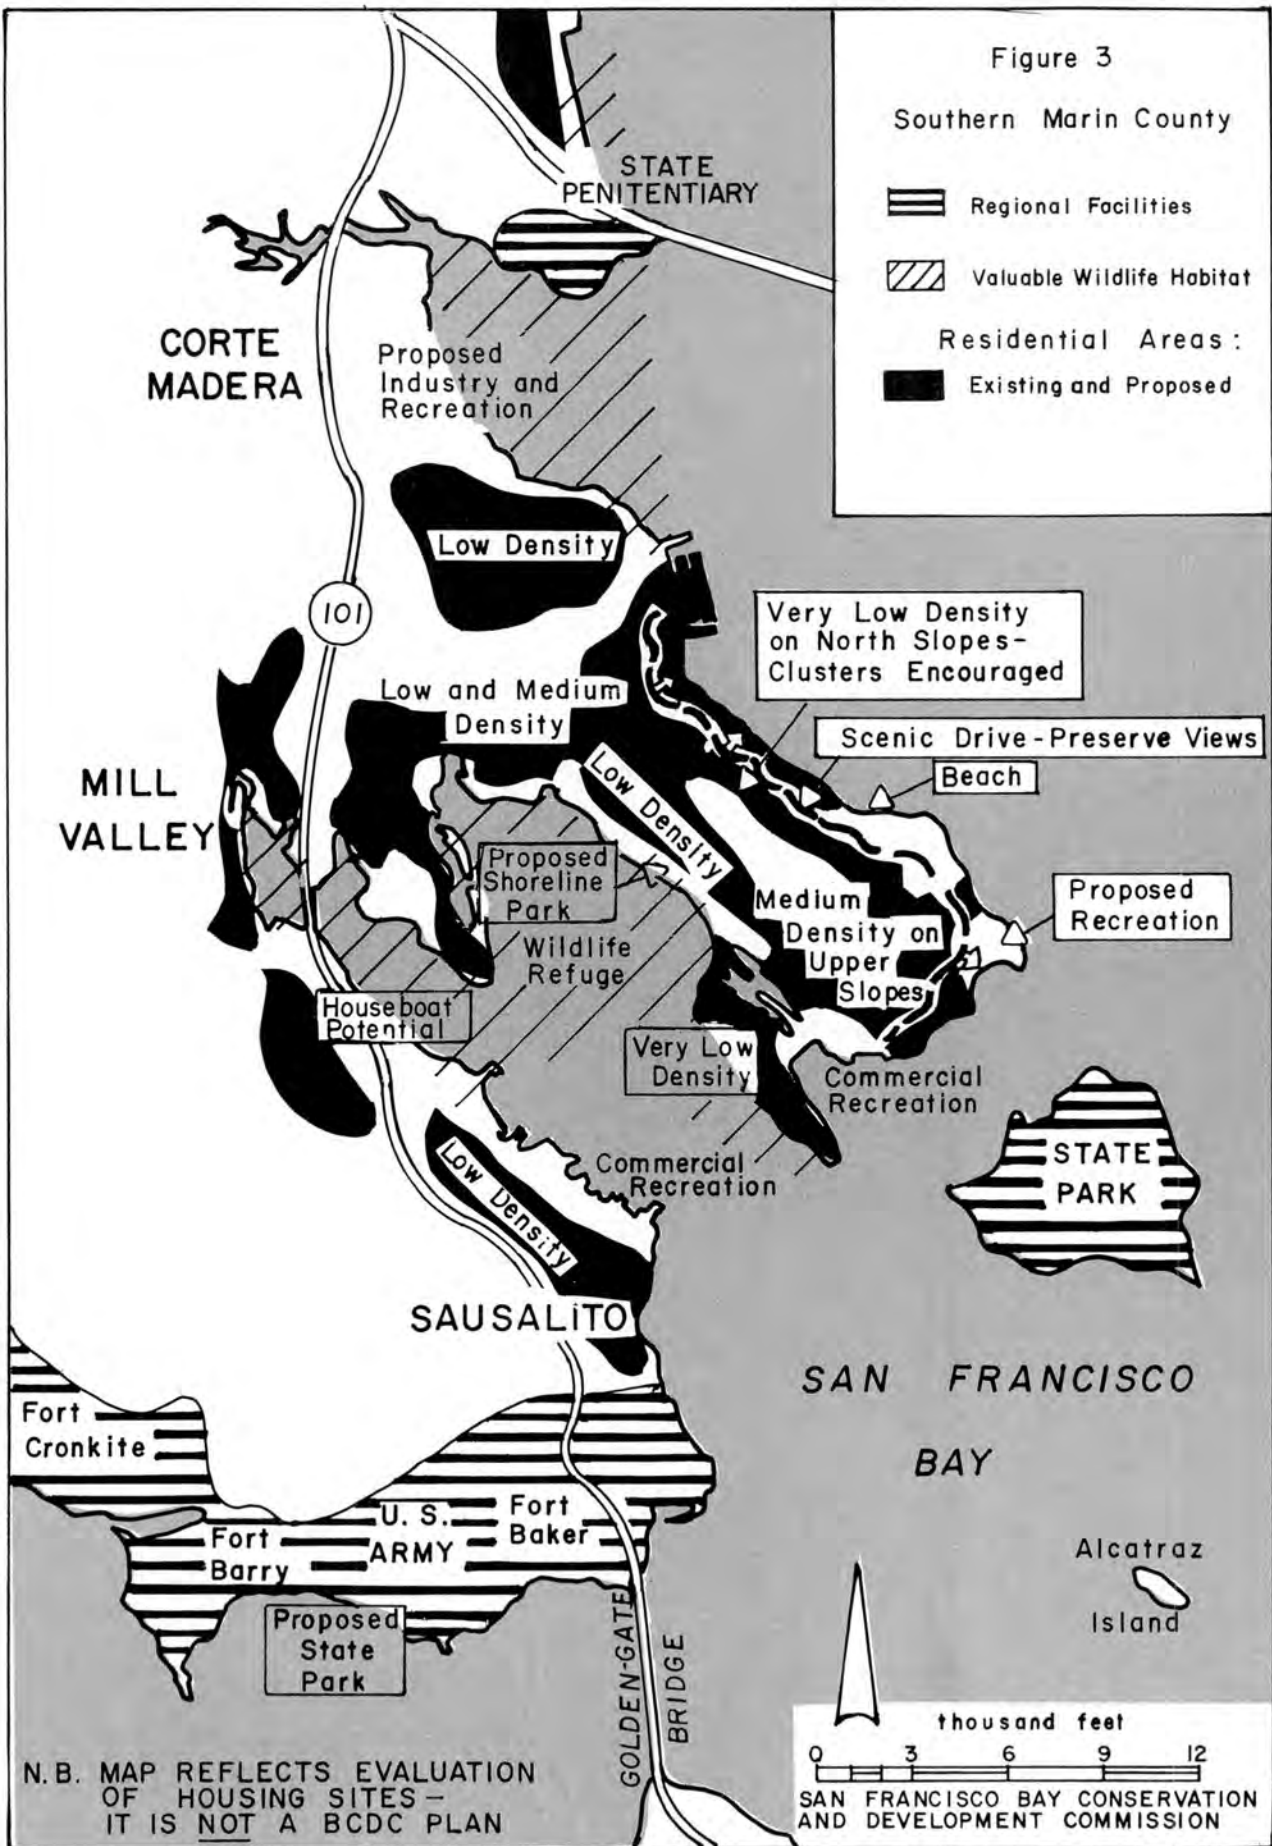 Figure 3
Southern Marin County
Regional Facilities
Valuable Wildlife Habitat
Residential Areas:
Existing and Proposed
STATE
PENITENTIARY
CORTE
MADERA
Proposed
Industry and
Recreation
Low Density
101
Very Low Density
on North Slopes-
Clusters Encouraged
Low and Medium
Density
Scenic Drive-Preserve Views
Beach
MILL
VALLEY
Low Density
Proposed
Shoreline
Park
Medium
Density on
Upper
Slopes
Proposed
Recreation
Wildlife
Refuge
Houseboat
Potential
Very Low
Density
Commercial
Recreation
STATE
PARK
Commercial
Recreation
Low Density
SAUSALITO
SAN FRANCISCO
BAY
Fort
Cronkite
U. S.
ARMY
Fort
Baker
Fort
Barry
Alcatraz
Island
Proposed
State
Park
GOLDEN-GATE
BRIDGE
thousand feet
0 3 6 9 12
SAN FRANCISCO BAY CONSERVATION
AND DEVELOPMENT COMMISSION
N.B. MAP REFLECTS EVALUATION
OF HOUSING SITES —
IT IS NOT A BCDC PLAN